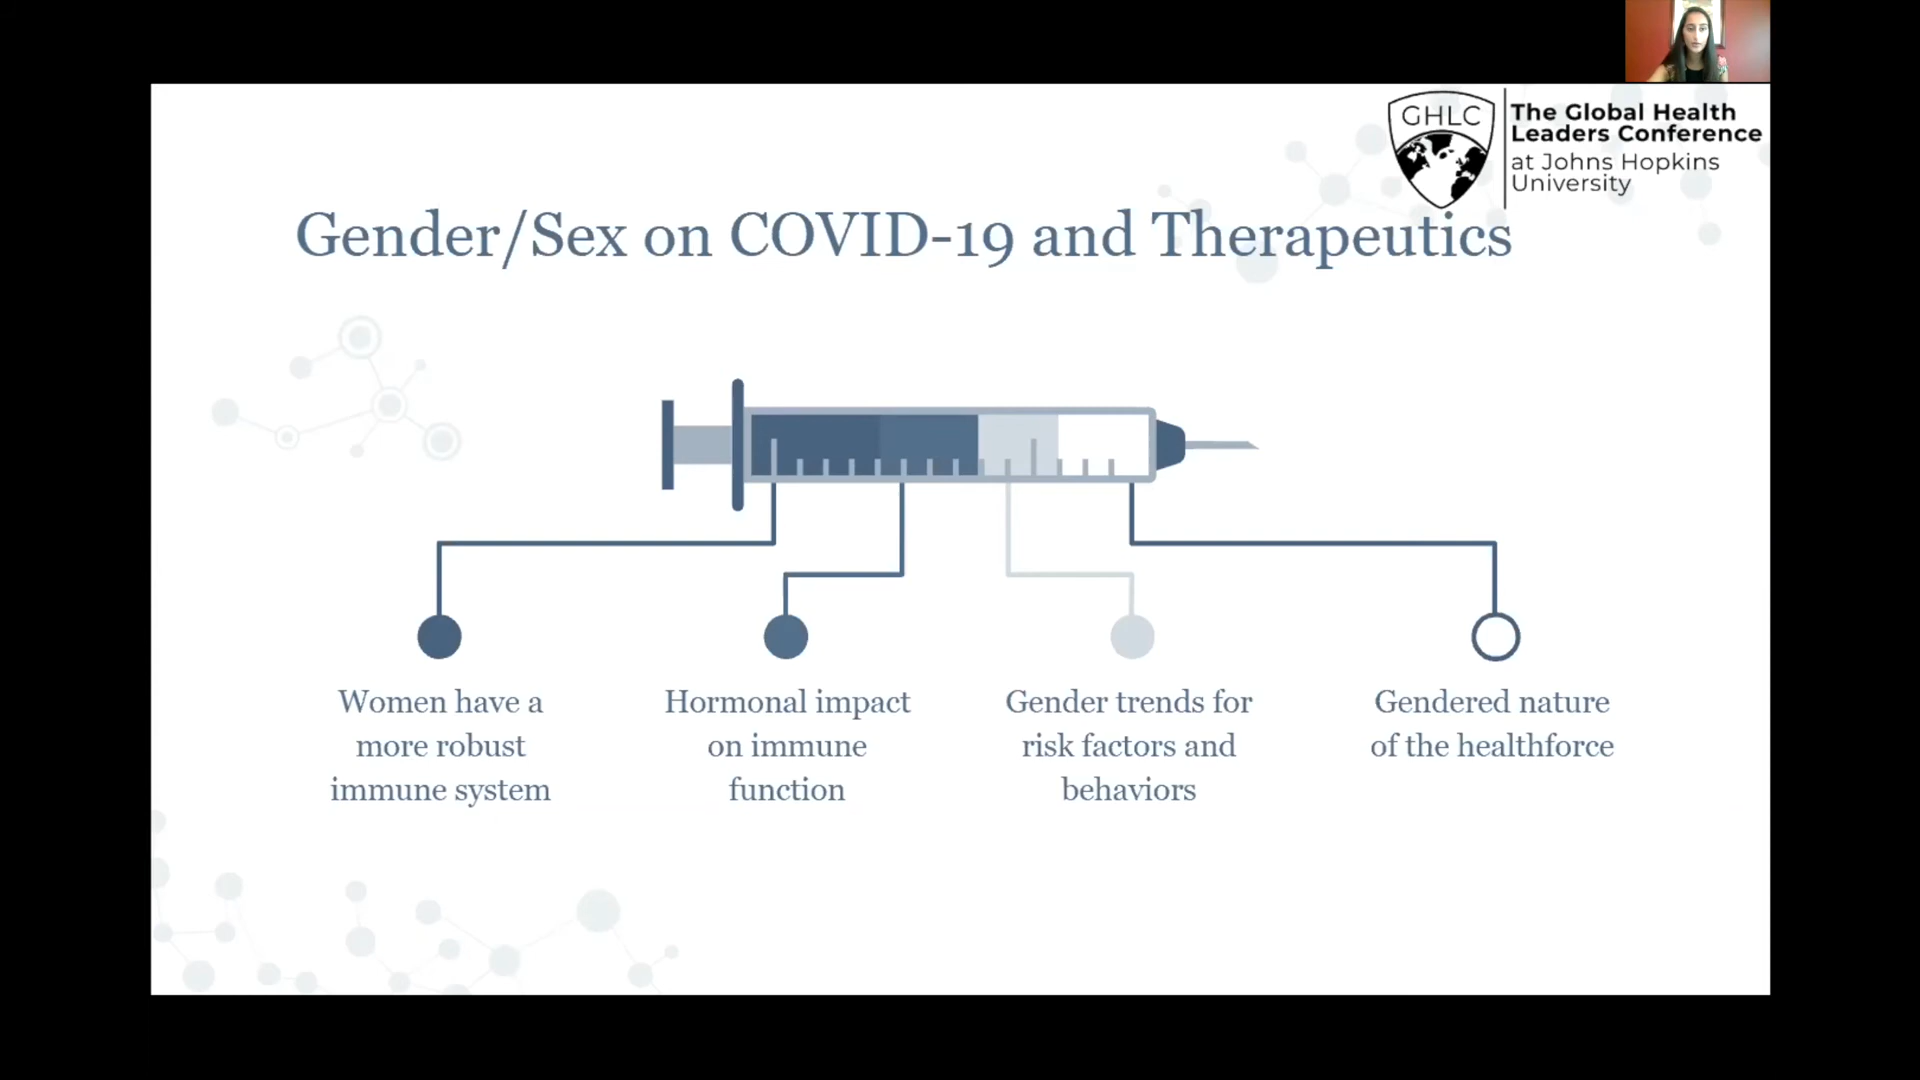 GHLC
The Global Health
Leaders Conference
at Johns Hopkins
University
Gender/Sex on COVID-19 and Therapeutics
Women have a
more robust
immune system
Hormonal impact
on immune
function
Gender trends for
risk factors and
behaviors
Gendered nature
of the healthforce